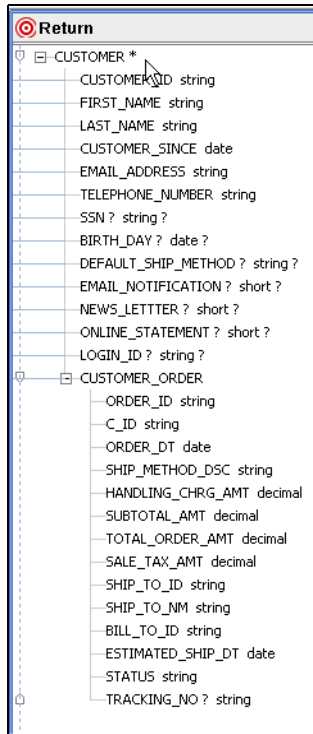 Return
CUSTOMER *
CUSTOMER_ID string
FIRST_NAME string
LAST_NAME string
CUSTOMER_SINCE date
EMAIL_ADDRESS string
TELEPHONE_NUMBER string
SSN ? string ?
BIRTH_DAY ? date ?
DEFAULT_SHIP_METHOD ? string ?
EMAIL_NOTIFICATION ? short ?
NEWS_LETTTER ? short ?
ONLINE_STATEMENT ? short ?
LOGIN_ID ? string ?
CUSTOMER_ORDER
ORDER_ID string
C_ID string
ORDER_DT date
SHIP_METHOD_DSC string
HANDLING_CHRG_AMT decimal
SUBTOTAL_AMT decimal
TOTAL_ORDER_AMT decimal
SALE_TAX_AMT decimal
SHIP_TO_ID string
SHIP_TO_NM string
BILL_TO_ID string
ESTIMATED_SHIP_DT date
STATUS string
TRACKING_NO ? string